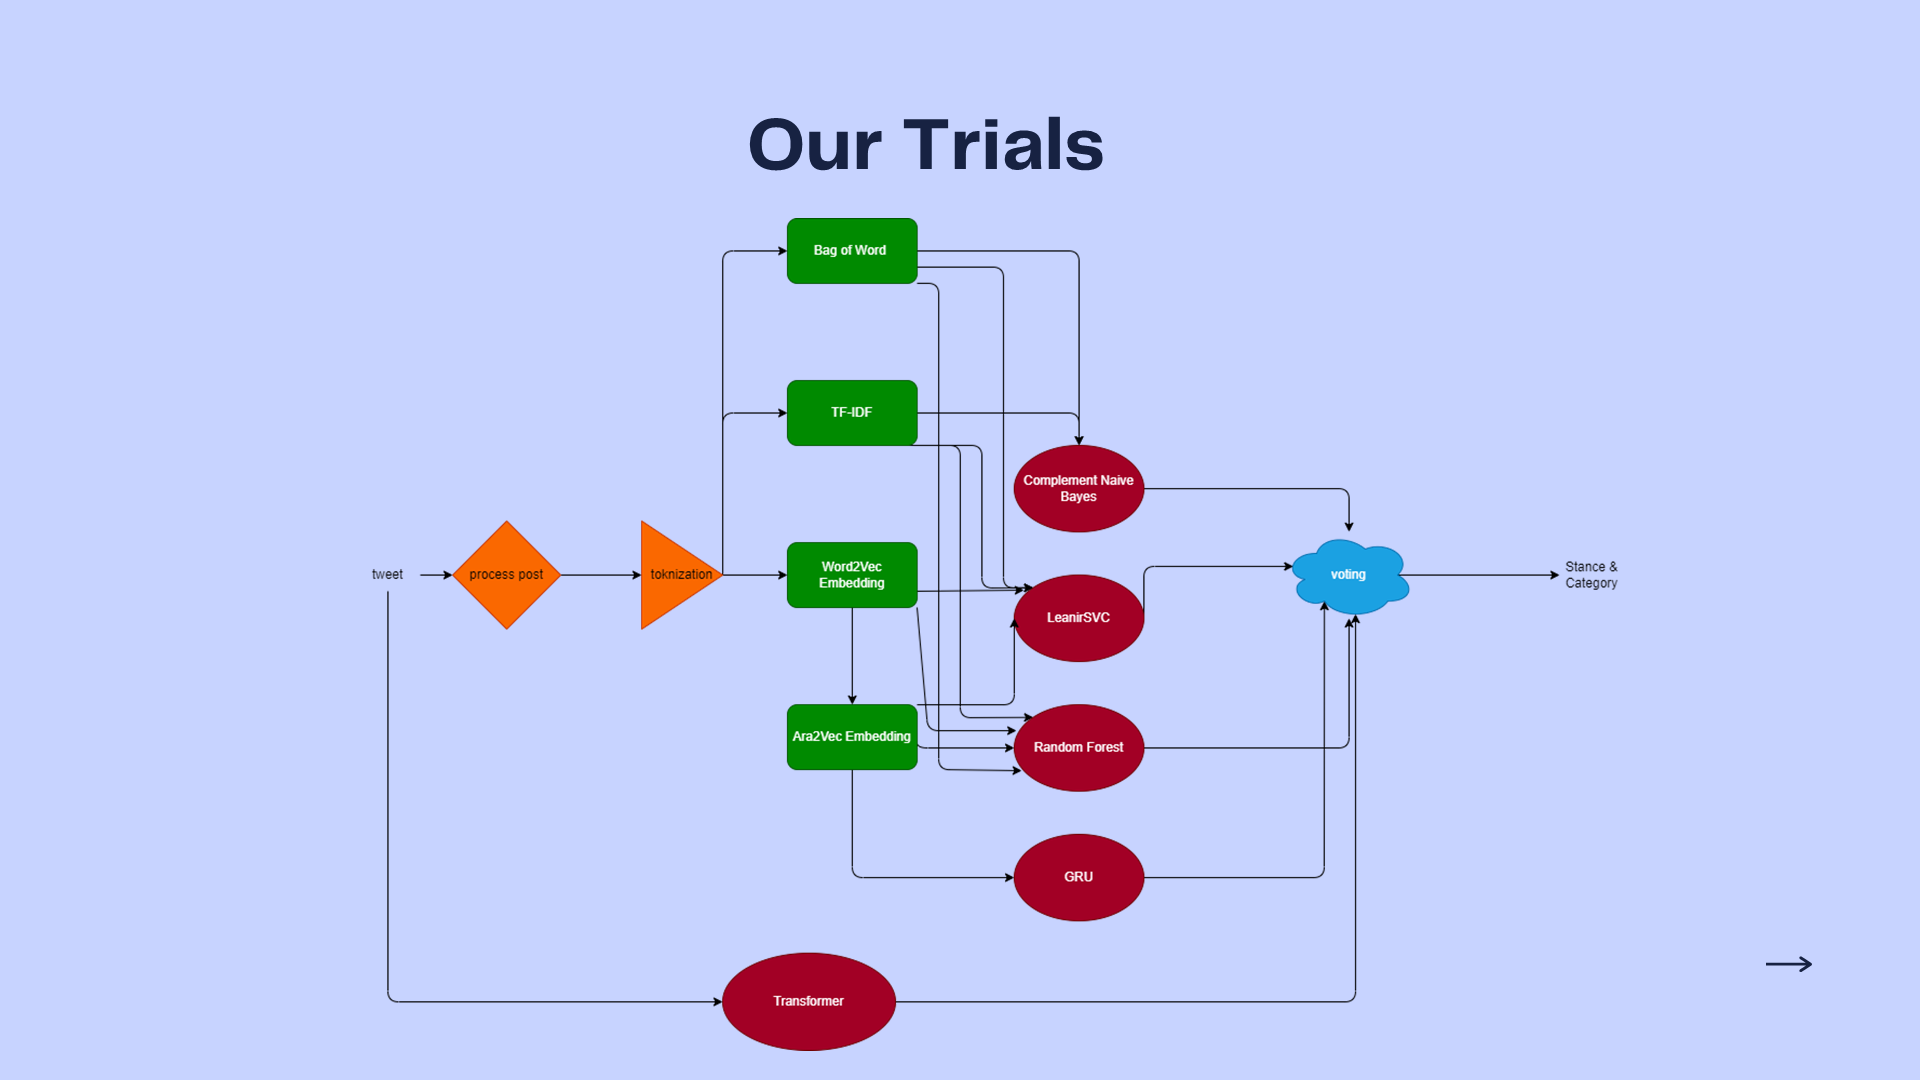 Our Trials
Bag of Word
TF-IDF
Complement Naive
Bayes
tweet
process post
toknization
Word2Vec
Embedding
LeanirSVC
voting
Stance &
Category
Ara2Vec Embedding
Random Forest
GRU
Transformer